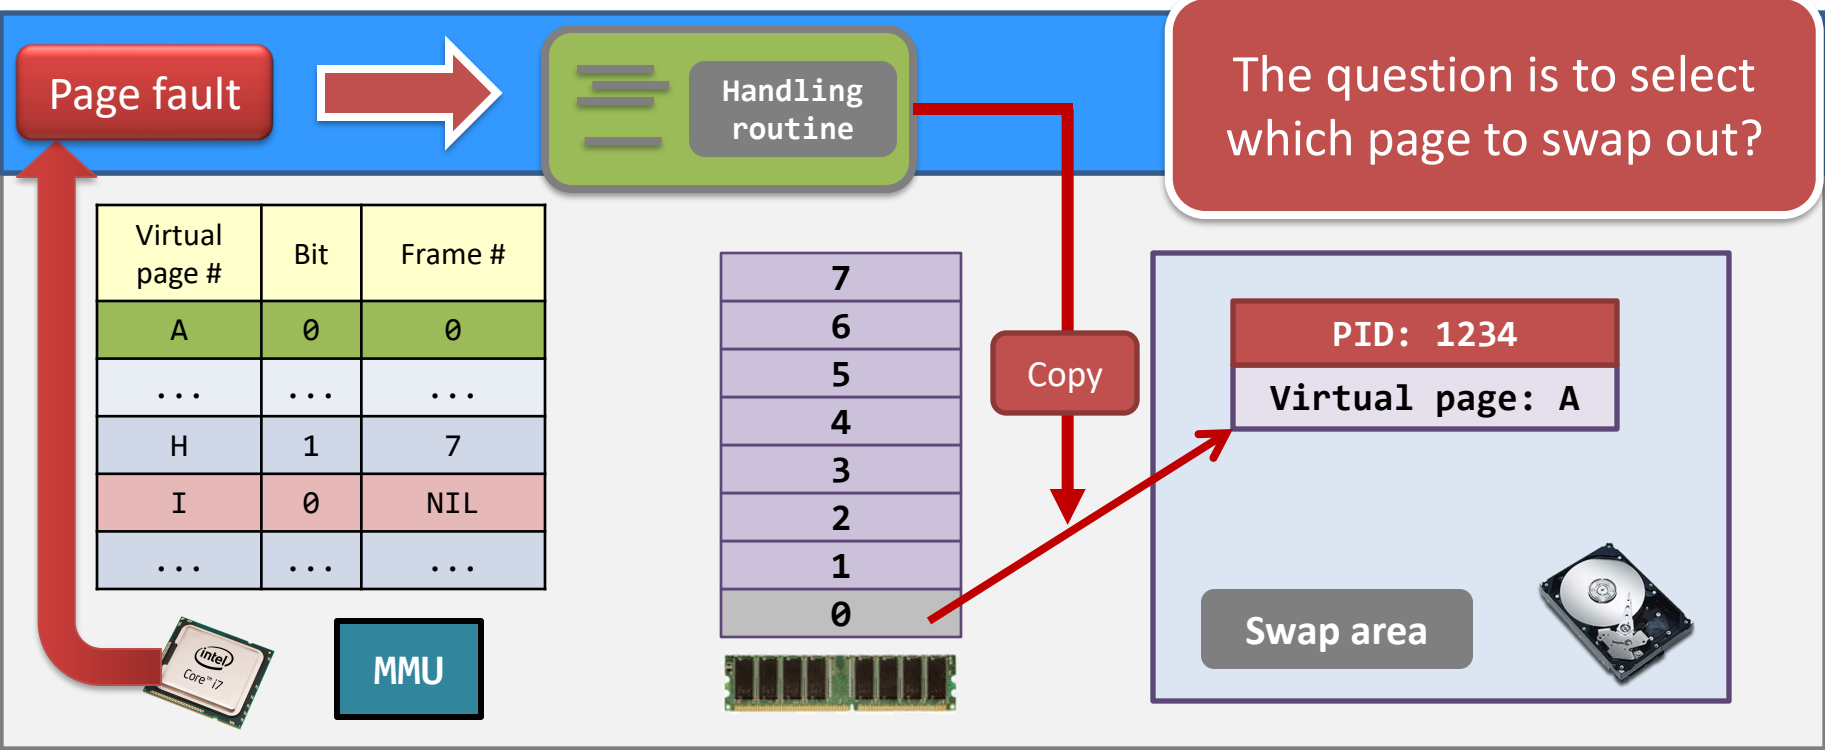 Page fault
Handling
routine
The question is to select
which page to swap out?
Virtual
page #
Bit
Frame #
A 0 0
... ... ...
H 1 7
I 0 NIL
... ... ...
7
6
5
4
3
2
1
0
Copy
PID: 1234
Virtual page: A
Swap area
intel
Core™ i7
MMU